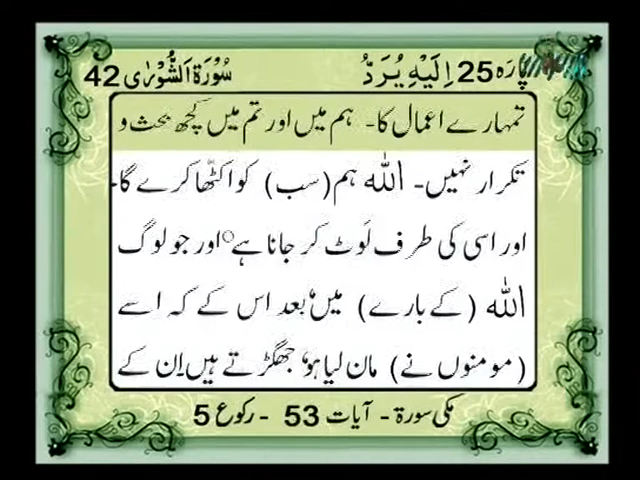 پارہ 25 اِلَیْہِ یُرَدُّ
سُوْرَۃُ الشُّوْرٰی 42
تمہارے اعمال کا۔ ہم میں اور تم میں کچھ بحث و
تکرار نہیں۔ اللہ ہم (سب) کو اکٹھا کرے گا۔
اور اسی کی طرف لَوٹ کر جانا ہے ○ اور جو لوگ
اللہ (کے بارے) میں بعد اس کے کہ اسے
(مومنوں نے) مان لیا ہو جھگڑتے ہیں اِن کے
مکی سورۃ - آیات 53 - رکوع 5